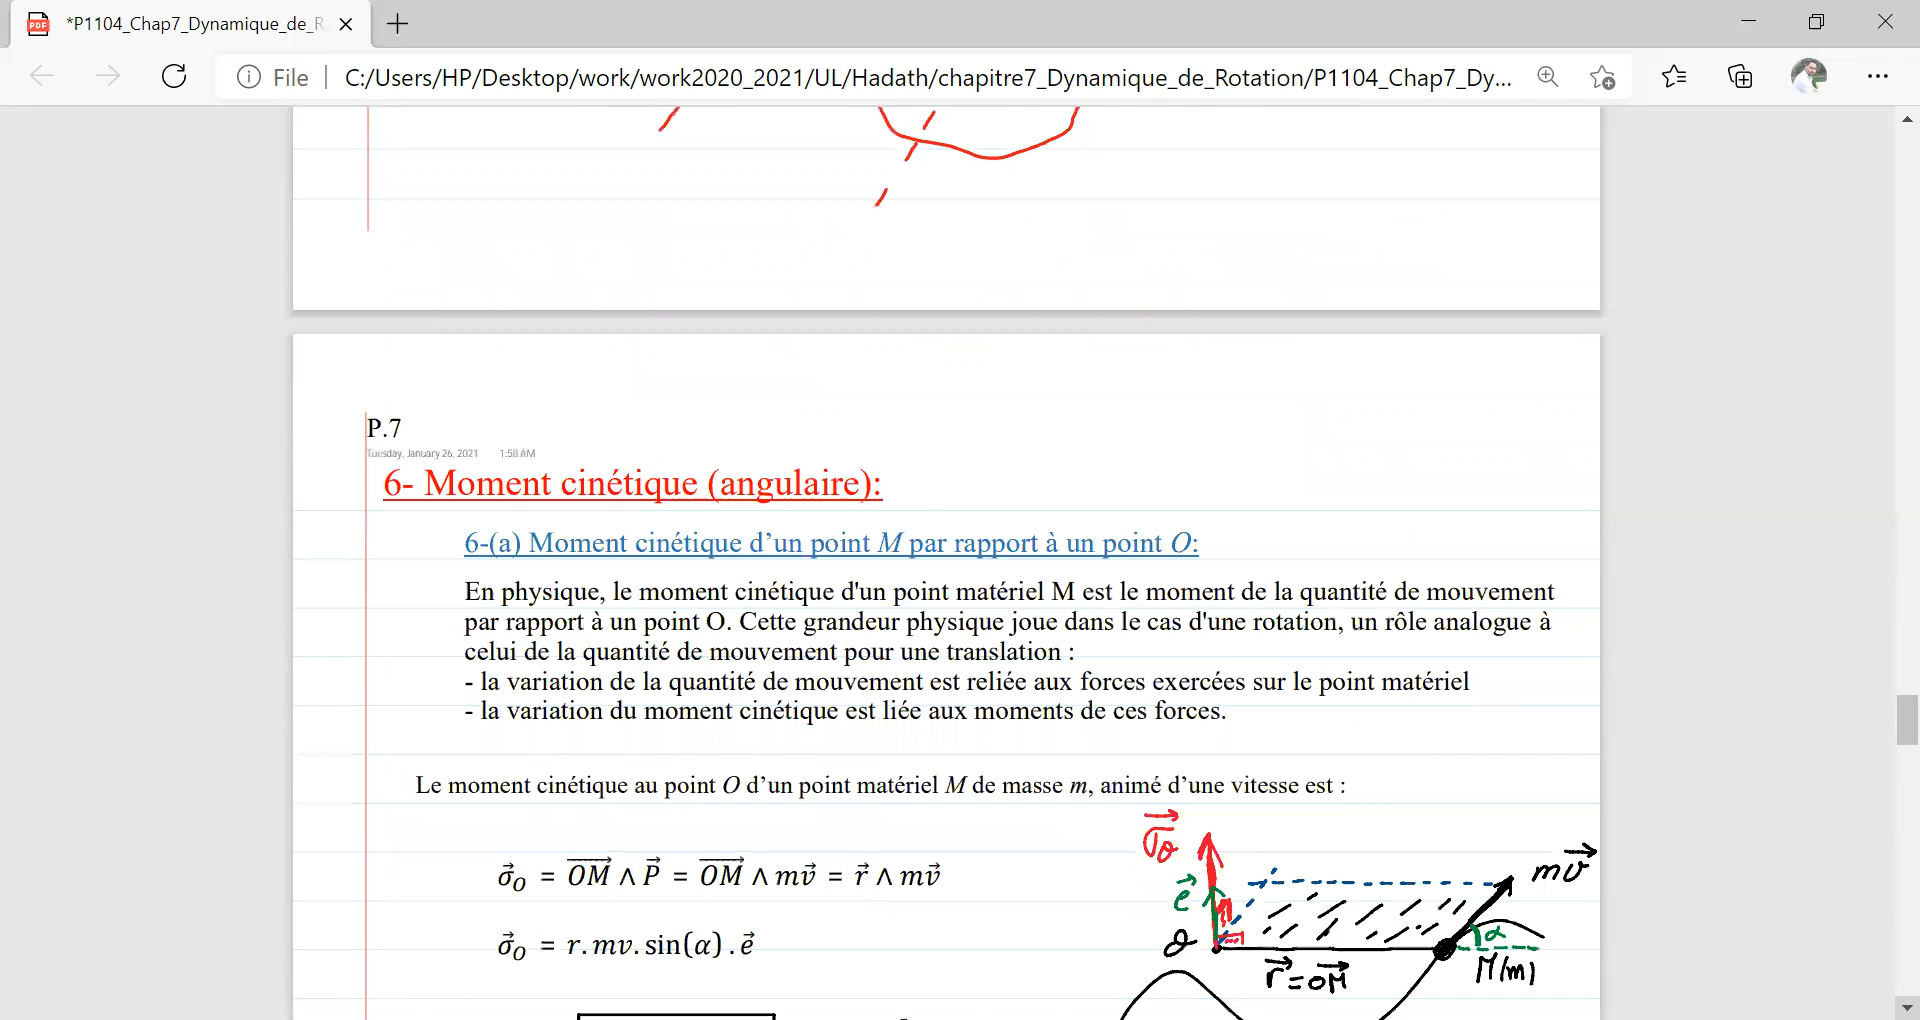 *P1104_Chap7_Dynamique_de_R
File
C:/Users/HP/Desktop/work/work2020_2021/UL/Hadath/chapitre7_Dynamique_de_Rotation/P1104_Chap7_Dy...
P.7
Tuesday, January 26, 2021 1:50 AM
6- Moment cinétique (angulaire):
6-(a) Moment cinétique d’un point M par rapport à un point O:
En physique, le moment cinétique d'un point matériel M est le moment de la quantité de mouvement
par rapport à un point O. Cette grandeur physique joue dans le cas d'une rotation, un rôle analogue à
celui de la quantité de mouvement pour une translation :
- la variation de la quantité de mouvement est reliée aux forces exercées sur le point matériel
- la variation du moment cinétique est liée aux moments de ces forces.
Le moment cinétique au point O d’un point matériel M de masse m, animé d’une vitesse est :
σ⃗_O = OM⃗ ∧ P⃗ = OM⃗ ∧ mv⃗ = r⃗ ∧ mv⃗
σ⃗_O = r.mv.sin(α).e⃗
σ⃗_O
e⃗
mv⃗
O
α
r⃗ = OM⃗
M(m)